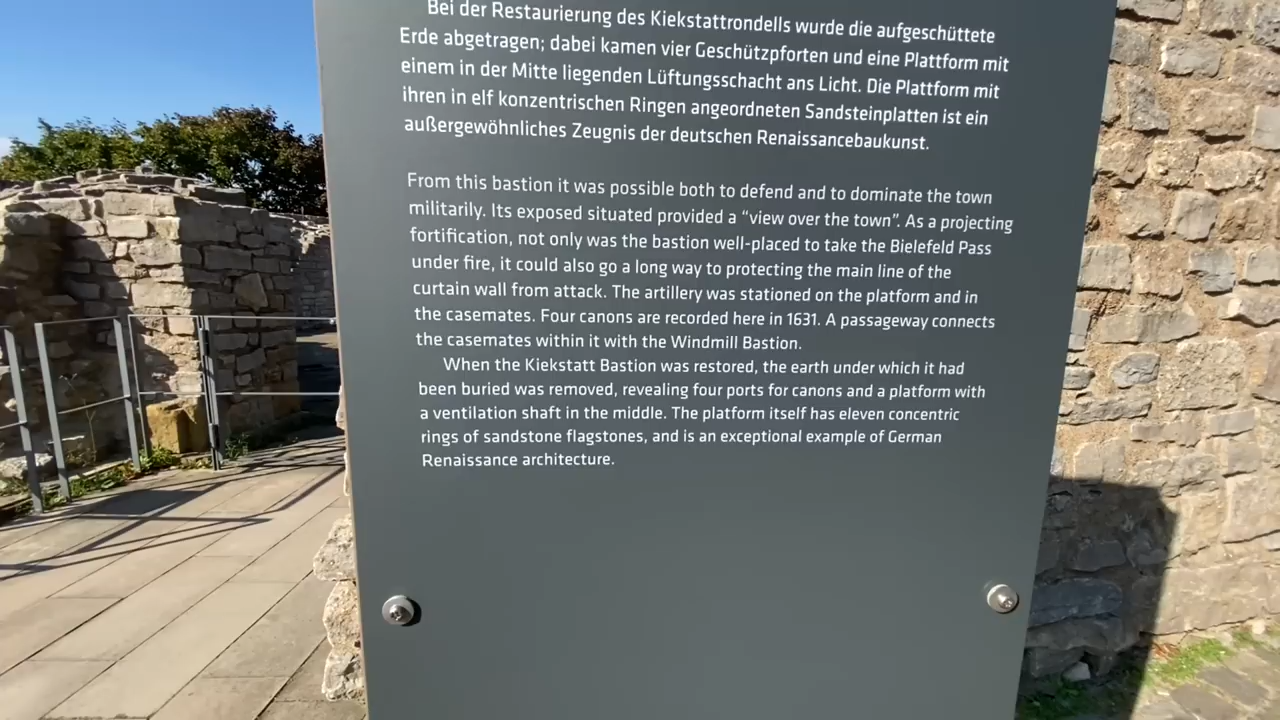 Bei der Restaurierung des Kiekstattrondells wurde die aufgeschüttete
Erde abgetragen; dabei kamen vier Geschützpforten und eine Plattform mit
einem in der Mitte liegenden Lüftungsschacht ans Licht. Die Plattform mit
ihren in elf konzentrischen Ringen angeordneten Sandsteinplatten ist ein
außergewöhnliches Zeugnis der deutschen Renaissancebaukunst.
From this bastion it was possible both to defend and to dominate the town
militarily. Its exposed situated provided a “view over the town”. As a projecting
fortification, not only was the bastion well-placed to take the Bielefeld Pass
under fire, it could also go a long way to protecting the main line of the
curtain wall from attack. The artillery was stationed on the platform and in
the casemates. Four canons are recorded here in 1631. A passageway connects
the casemates within it with the Windmill Bastion.
When the Kiekstatt Bastion was restored, the earth under which it had
been buried was removed, revealing four ports for canons and a platform with
a ventilation shaft in the middle. The platform itself has eleven concentric
rings of sandstone flagstones, and is an exceptional example of German
Renaissance architecture.